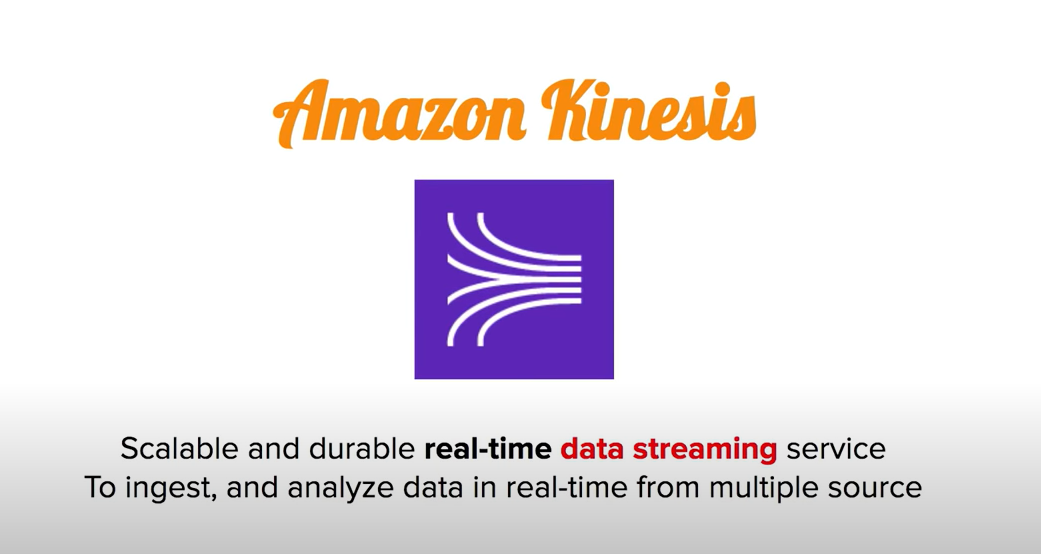 Amazon Kinesis
Scalable and durable real-time data streaming service
To ingest, and analyze data in real-time from multiple source